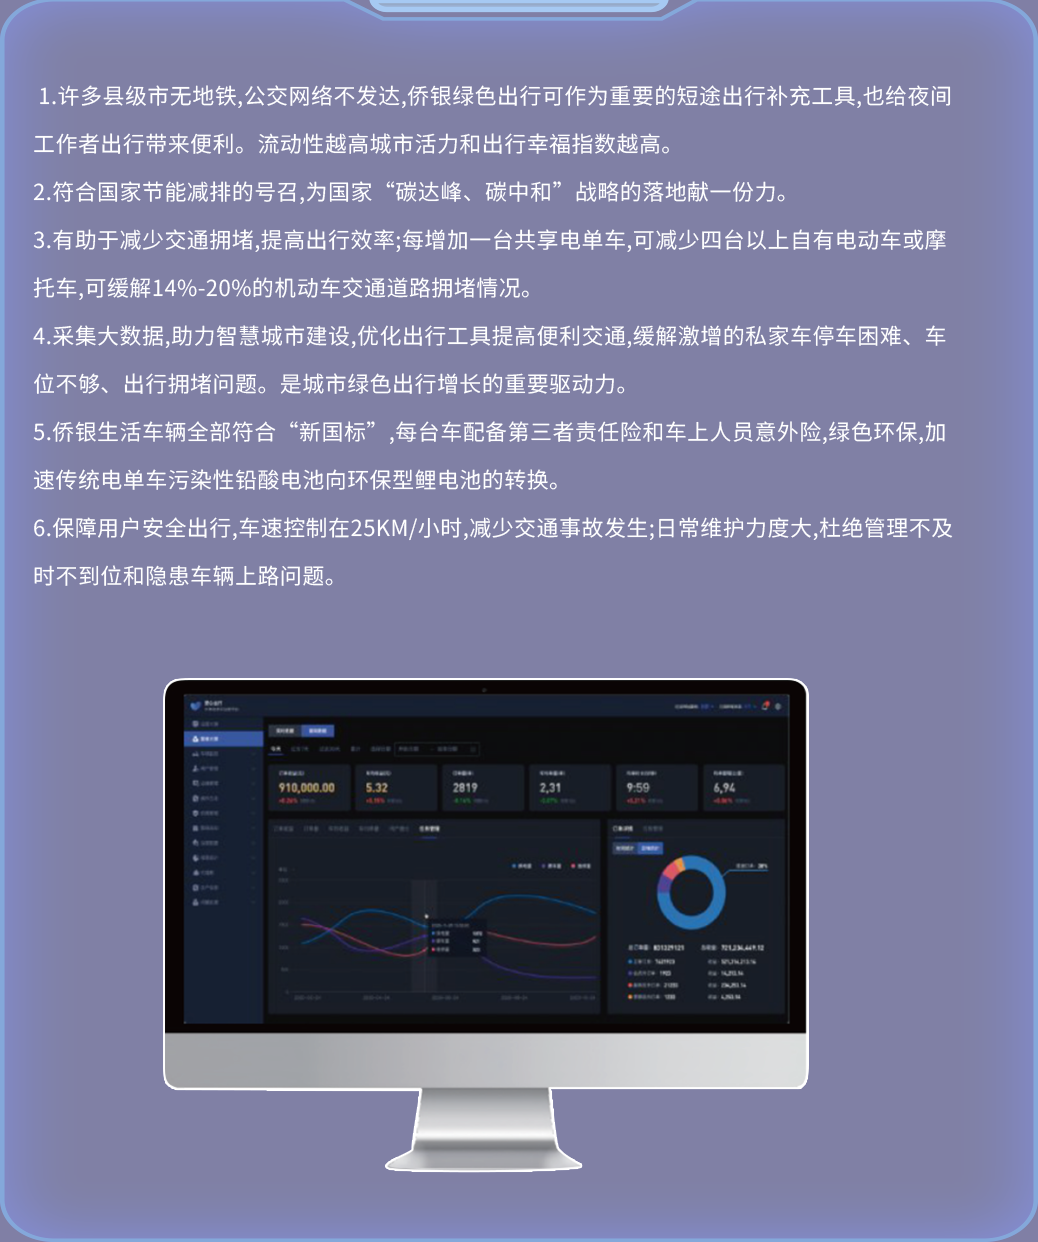 1.许多县级市无地铁,公交网络不发达,侨银绿色出行可作为重要的短途出行补充工具,也给夜间
工作者出行带来便利。流动性越高城市活力和出行幸福指数越高。
2.符合国家节能减排的号召,为国家“碳达峰、碳中和”战略的落地献一份力。
3.有助于减少交通拥堵,提高出行效率;每增加一台共享电单车,可减少四台以上自有电动车或摩
托车,可缓解14%-20%的机动车交通道路拥堵情况。
4.采集大数据,助力智慧城市建设,优化出行工具提高便利交通,缓解激增的私家车停车困难、车
位不够、出行拥堵问题。是城市绿色出行增长的重要驱动力。
5.侨银生活车辆全部符合“新国标”,每台车配备第三者责任险和车上人员意外险,绿色环保,加
速传统电单车污染性铅酸电池向环保型鲤电池的转换。
6.保障用户安全出行,车速控制在25KM/小时,减少交通事故发生;日常维护力度大,杜绝管理不及
时不到位和隐患车辆上路问题。
910,000.00 5.32 2819 2,31 9:59 6,94